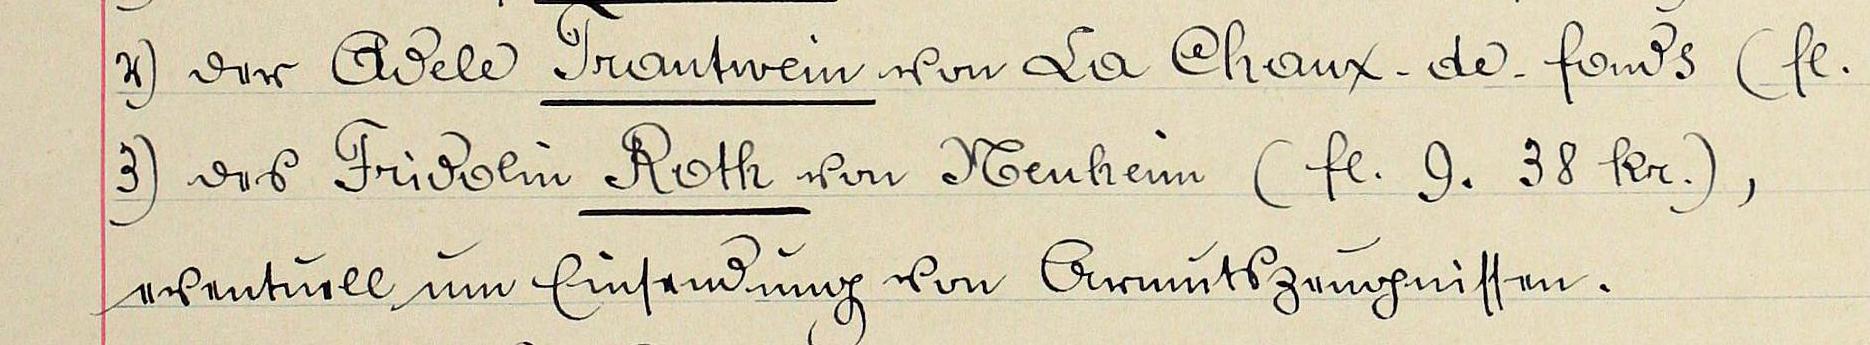 2) der Adele Trautwein von La Chaux-de-fonds (fl.
3) des Fridolin Roth von Neuheim (fl. 9. 38 kr.),
eventuell um Einsendung von Armutszeugnissen.